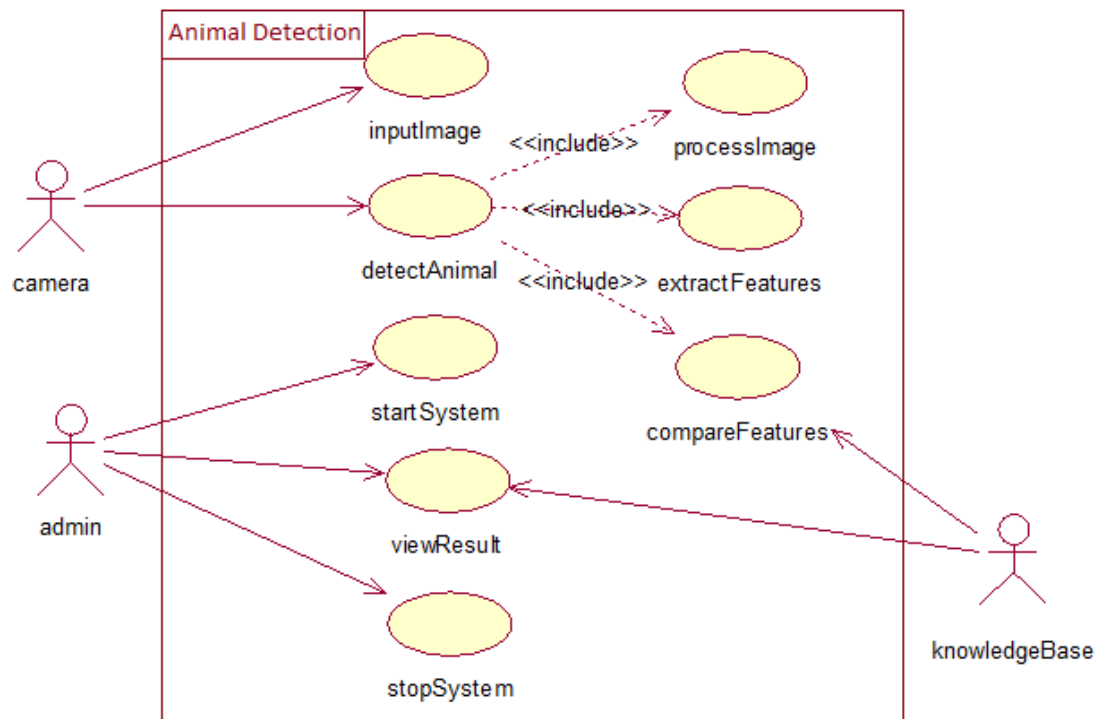 Animal Detection
inputImage
processImage
<<include>>
camera
detectAnimal
<<include>>
extractFeatures
<<include>>
startSystem
compareFeatures
admin
viewResult
knowledgeBase
stopSystem